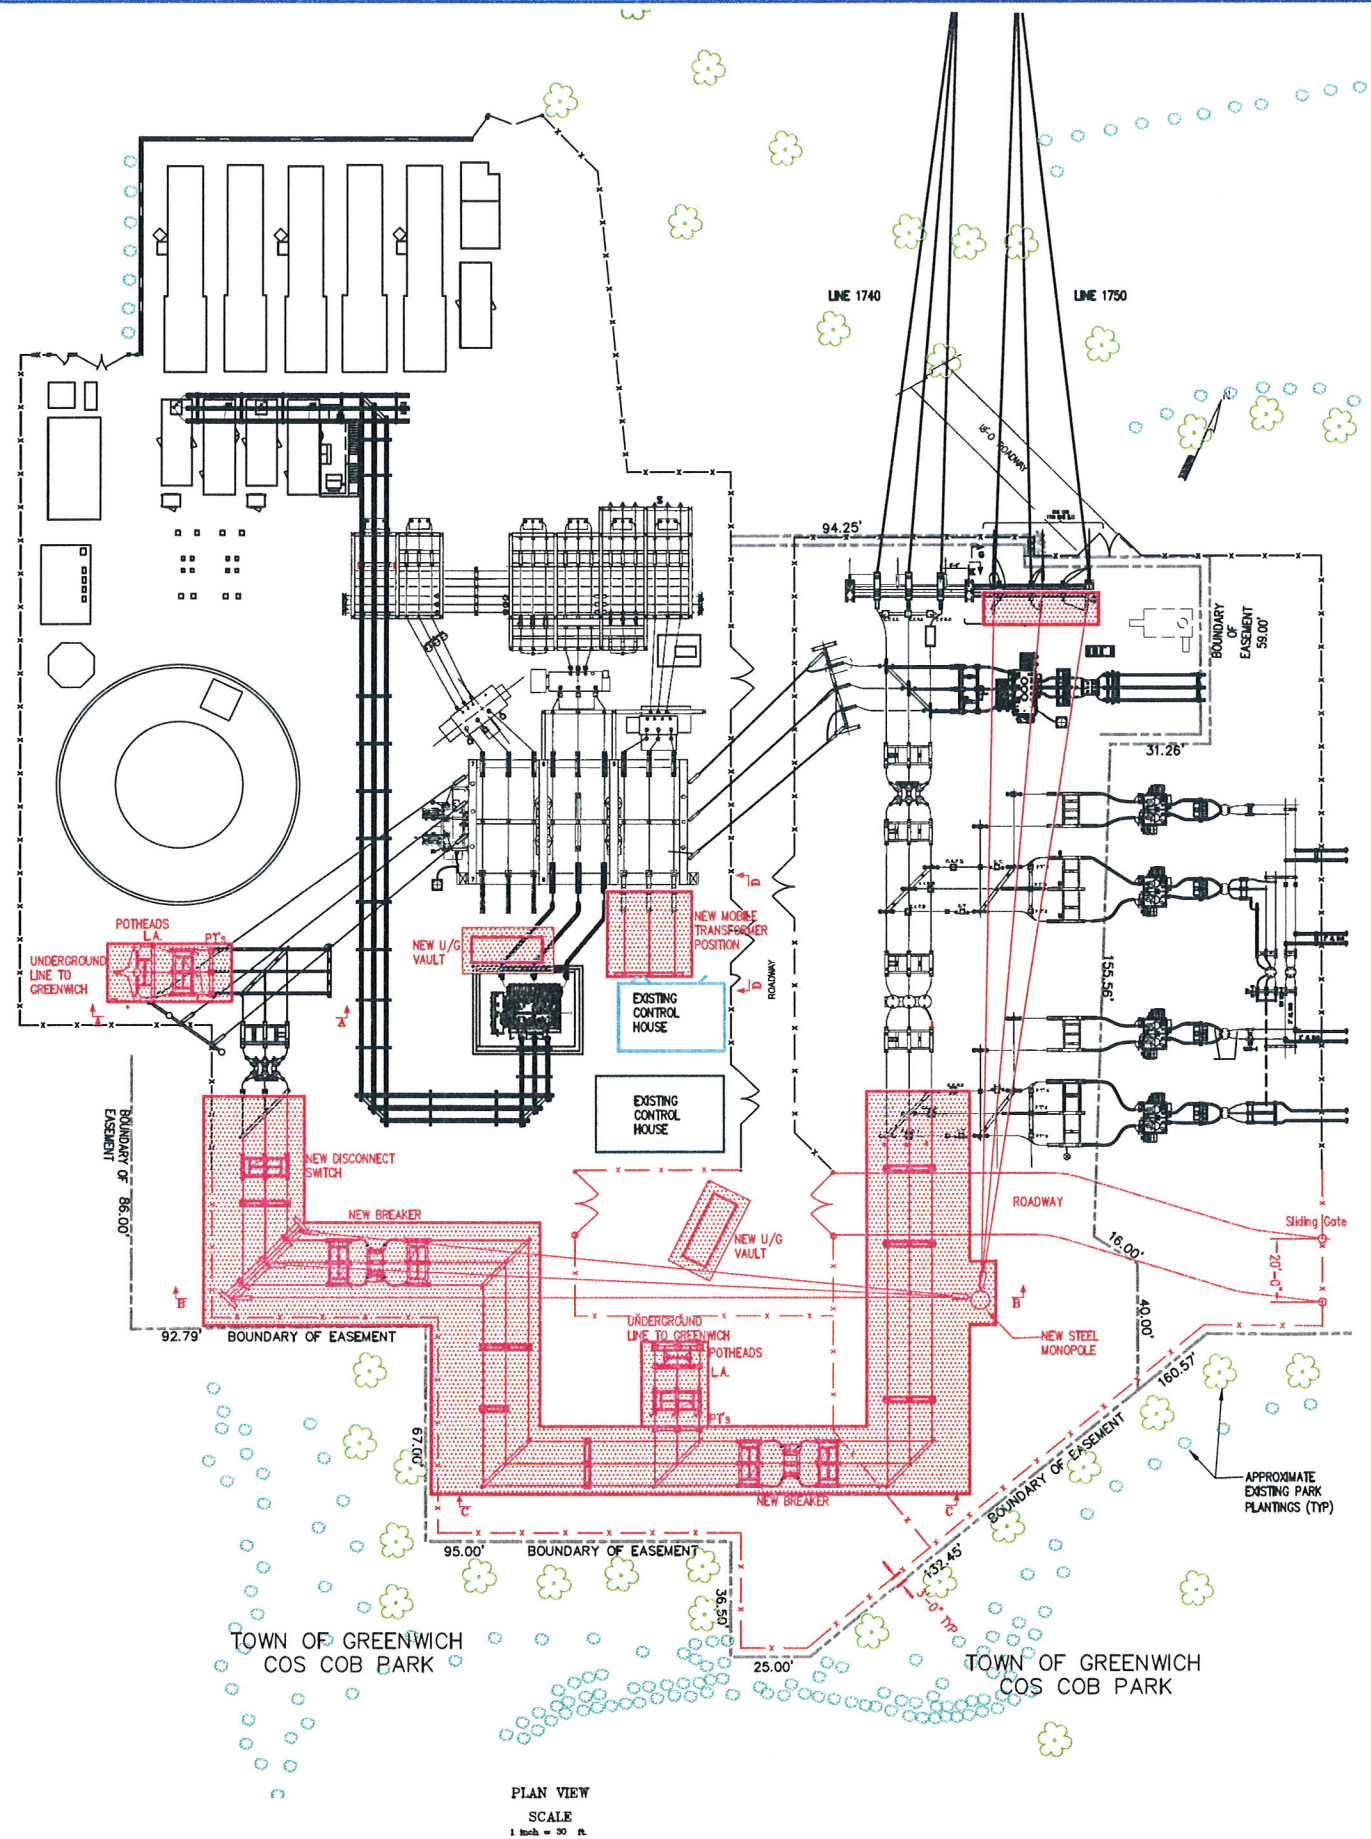 LINE 1740
LINE 1750
N
18'-0 ROADWAY
94.25'
G
BOUNDARY
OF
EASEMENT
59.00'
31.26'
D
NEW MOBILE
TRANSFORMER
POSITION
D
ROADWAY
POTHEADS
L.A.
PT's
UNDERGROUND
LINE TO
GREENWICH
NEW U/G
VAULT
EXISTING
CONTROL
HOUSE
155.56'
A
A
EXISTING
CONTROL
HOUSE
BOUNDARY OF 86.00'
EASEMENT
NEW DISCONNECT
SWITCH
NEW BREAKER
NEW U/G
VAULT
ROADWAY
Sliding Gate
20'-0"
16.00'
40.00'
B
B
92.79'
BOUNDARY OF EASEMENT
UNDERGROUND
LINE TO GREENWICH
POTHEADS
L.A.
PT's
NEW STEEL
MONOPOLE
160.57'
67.00'
BOUNDARY OF EASEMENT
APPROXIMATE
EXISTING PARK
PLANTINGS (TYP)
C
NEW BREAKER
C
95.00'
BOUNDARY OF EASEMENT
132.45'
3'-0" TYP
36.50'
TOWN OF GREENWICH
COS COB PARK
25.00'
TOWN OF GREENWICH
COS COB PARK
PLAN VIEW
SCALE
1 inch = 30 ft.